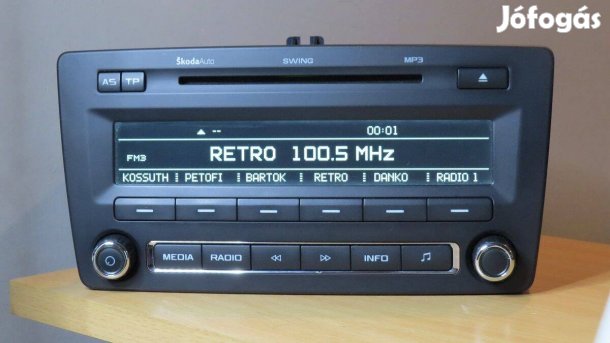 Jófogás
ŠkodaAuto SWING MP3
AS TP
-- 00:01
FM3 RETRO 100.5 MHz
KOSSUTH PETOFI BARTOK RETRO DANKO RADIO 1
MEDIA RADIO INFO